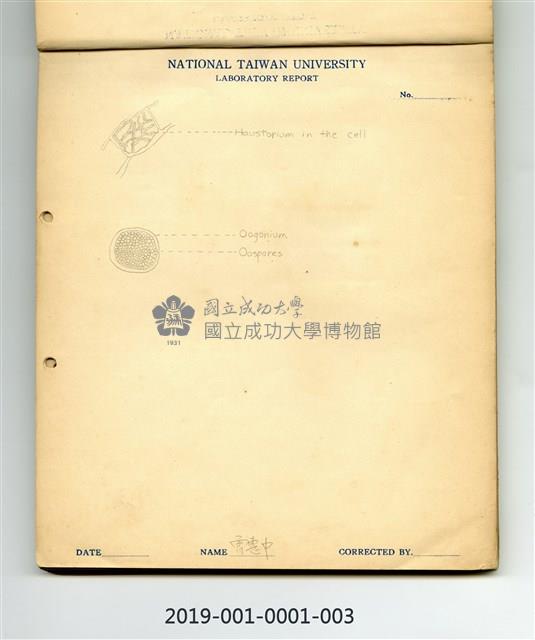 NATIONAL TAIWAN UNIVERSITY
LABORATORY REPORT
No.
Haustorium in the cell
Oogonium
Oospores
國立成功大學
國立成功大學博物館
1931
DATE
NAME
CORRECTED BY.
2019-001-0001-003